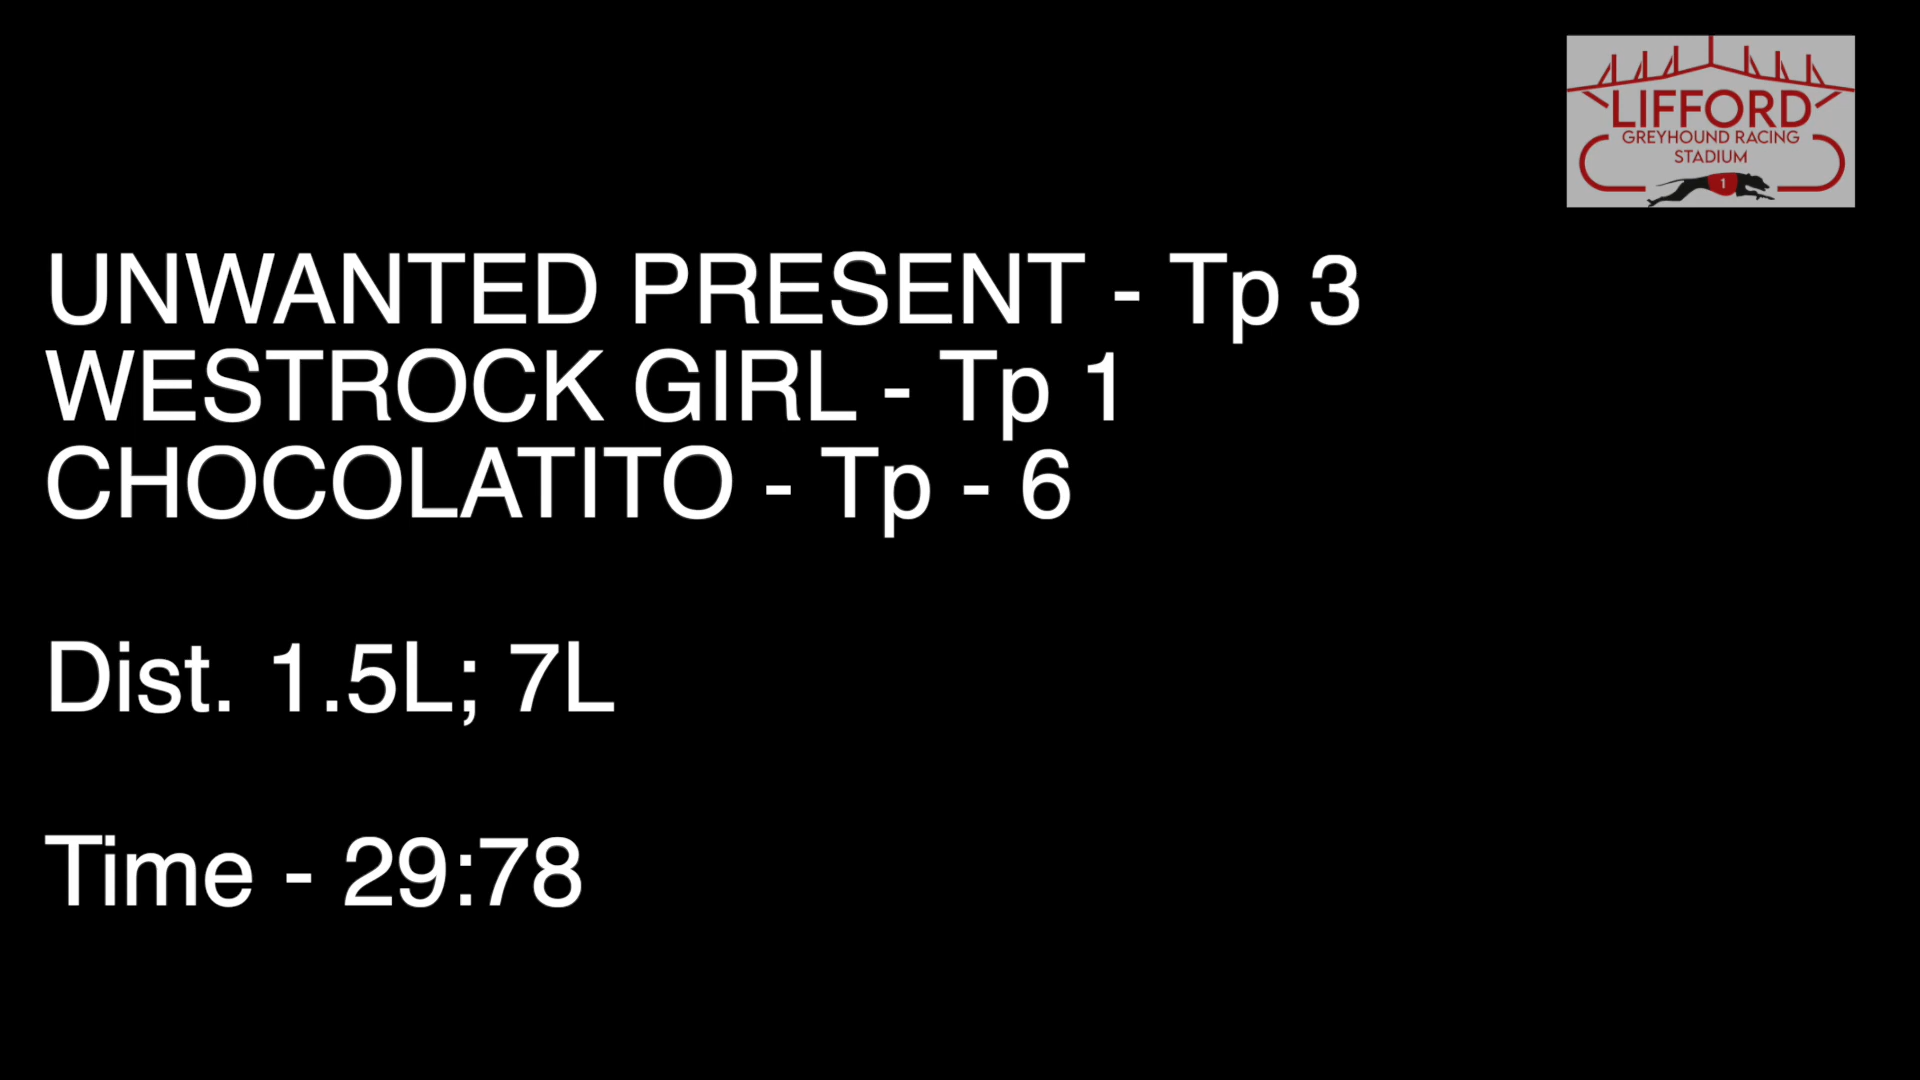 LIFFORD
GREYHOUND RACING
STADIUM
1
UNWANTED PRESENT - Tp 3
WESTROCK GIRL - Tp 1
CHOCOLATITO - Tp - 6
Dist. 1.5L; 7L
Time - 29:78